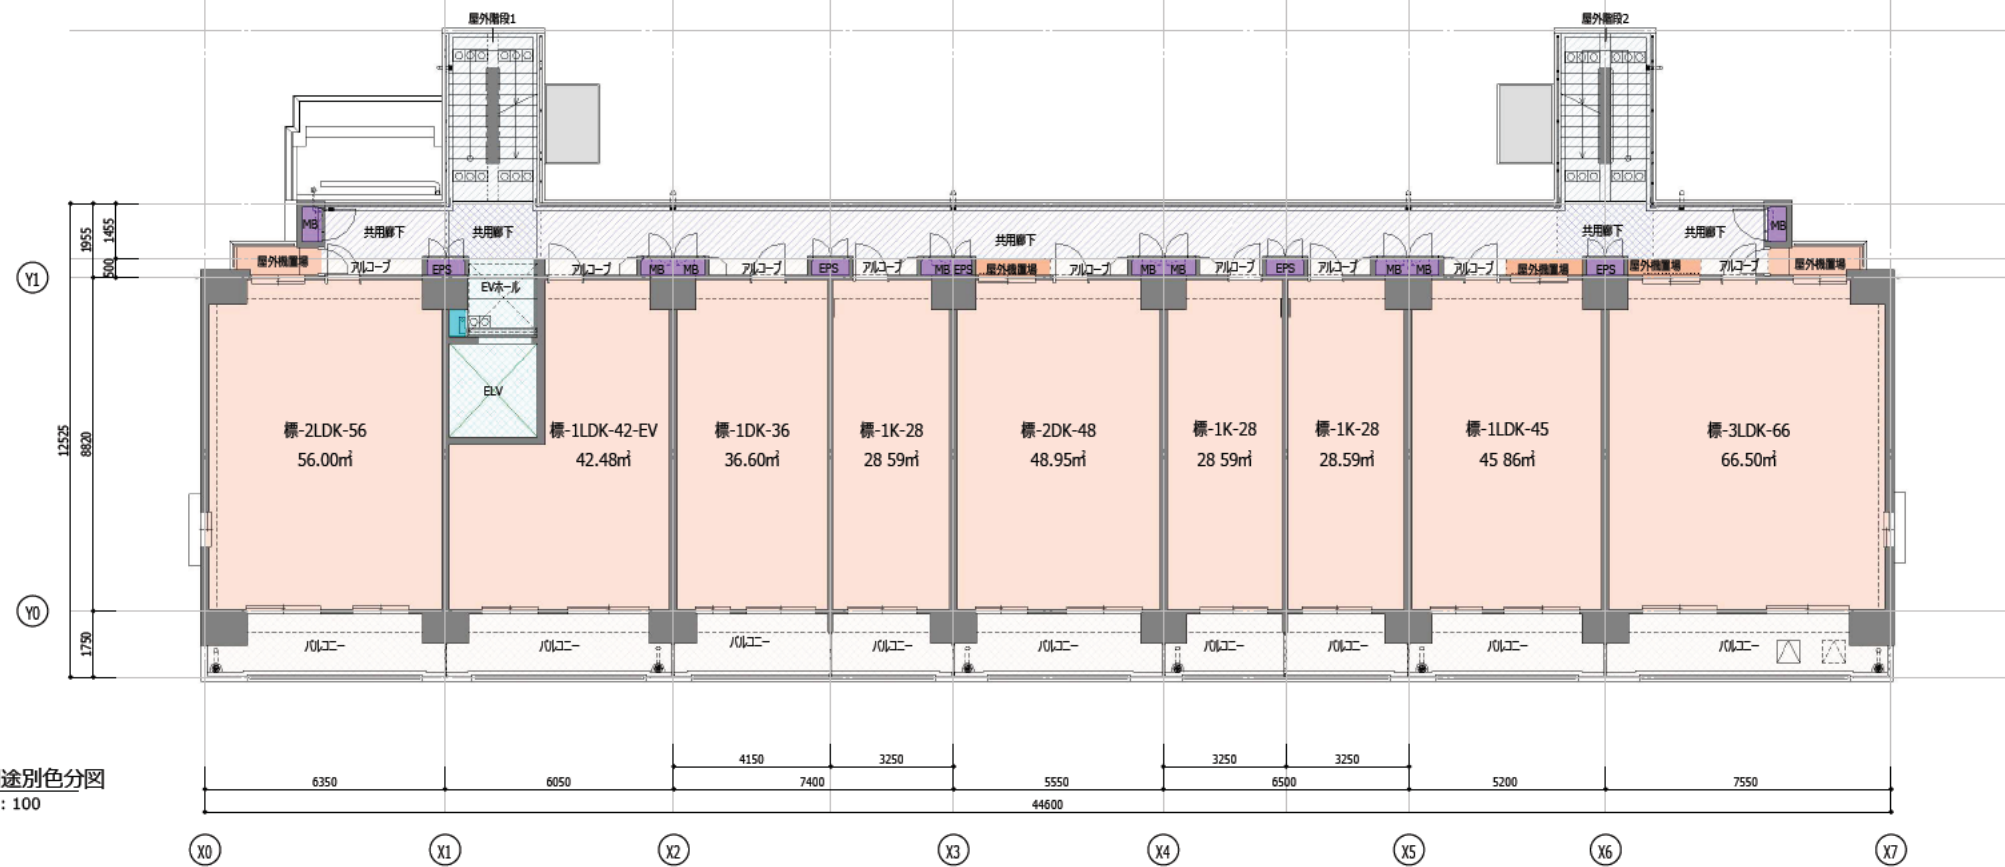 屋外階段1
屋外階段2
MB
共用廊下
共用廊下
共用廊下
共用廊下
共用廊下
MB
屋外機置場
アルコーブ
EPS
アルコーブ
MB
MB
アルコーブ
EPS
アルコーブ
MB
EPS
屋外機置場
アルコーブ
MB
MB
アルコーブ
EPS
アルコーブ
MB
MB
アルコーブ
屋外機置場
EPS
屋外機置場
アルコーブ
屋外機置場
EVホール
ELV
標-2LDK-56
56.00㎡
標-1LDK-42-EV
42.48㎡
標-1DK-36
36.60㎡
標-1K-28
28 59㎡
標-2DK-48
48.95㎡
標-1K-28
28 59㎡
標-1K-28
28.59㎡
標-1LDK-45
45 86㎡
標-3LDK-66
66.50㎡
バルコニー
バルコニー
バルコニー
バルコニー
バルコニー
バルコニー
バルコニー
バルコニー
バルコニー
Y1
Y0
12525
1955
8820
1750
1455
500
4150
3250
3250
3250
6350
6050
7400
5550
6500
5200
7550
44600
途別色分図
: 100
X0
X1
X2
X3
X4
X5
X6
X7